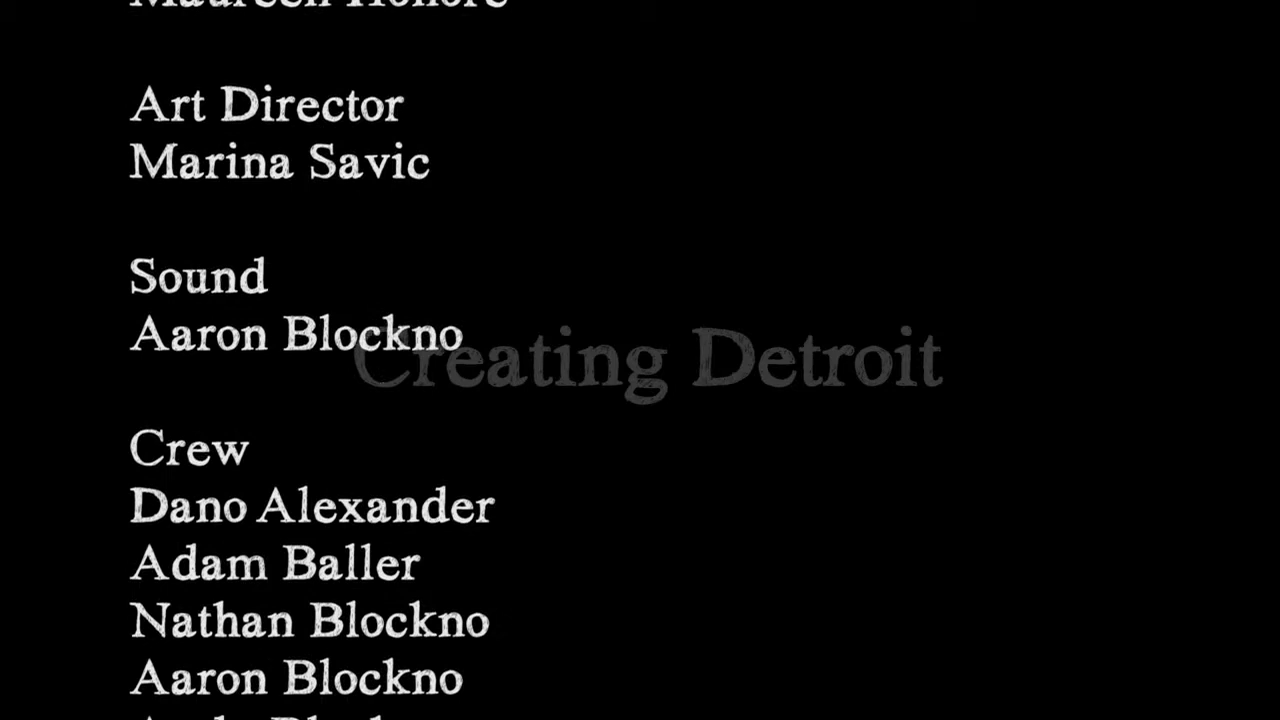 Maureen Honore
Art Director
Marina Savic
Sound
Aaron Blockno
Creating Detroit
Crew
Dano Alexander
Adam Baller
Nathan Blockno
Aaron Blockno